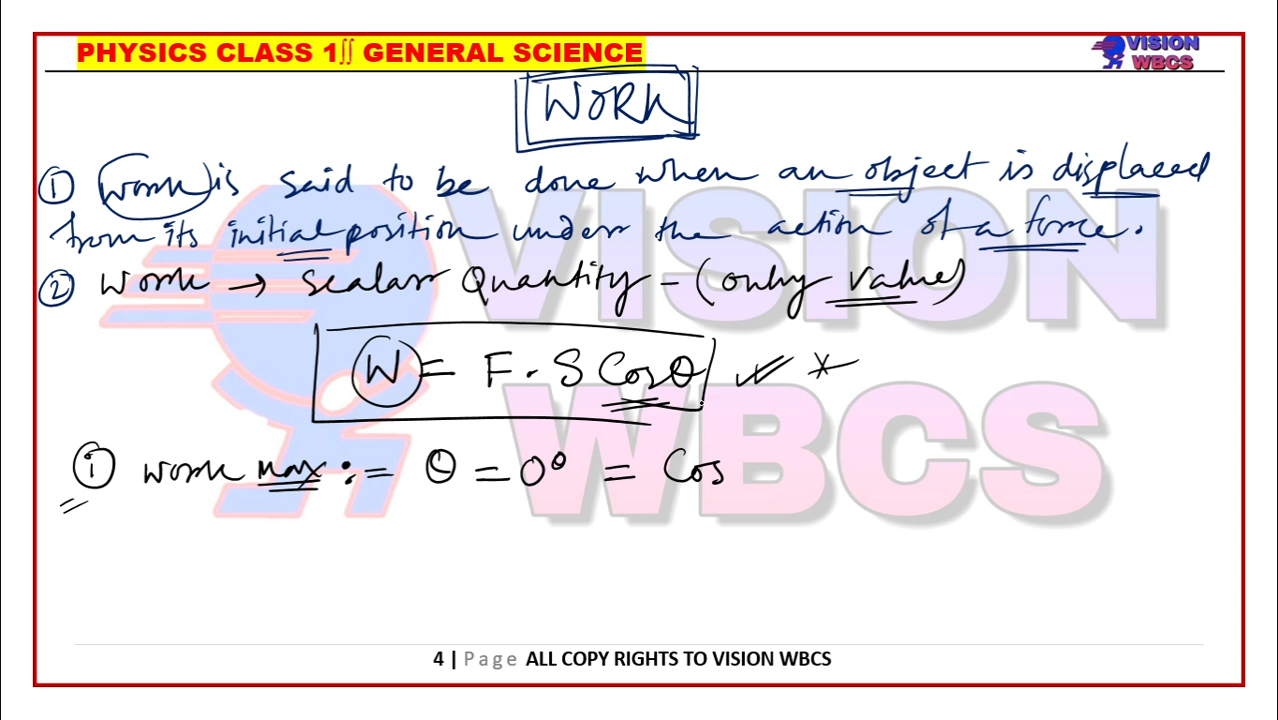 PHYSICS CLASS 1∬ GENERAL SCIENCE
VISION
WBCS
WORK
① Work is said to be done when an object is displaced
from its initial position under the action of a force.
② Work → Scalar Quantity - (only value)
W = F . S Cosθ
① Work Max := θ = 0° = Cos
VISION
WBCS
4 | Page ALL COPY RIGHTS TO VISION WBCS